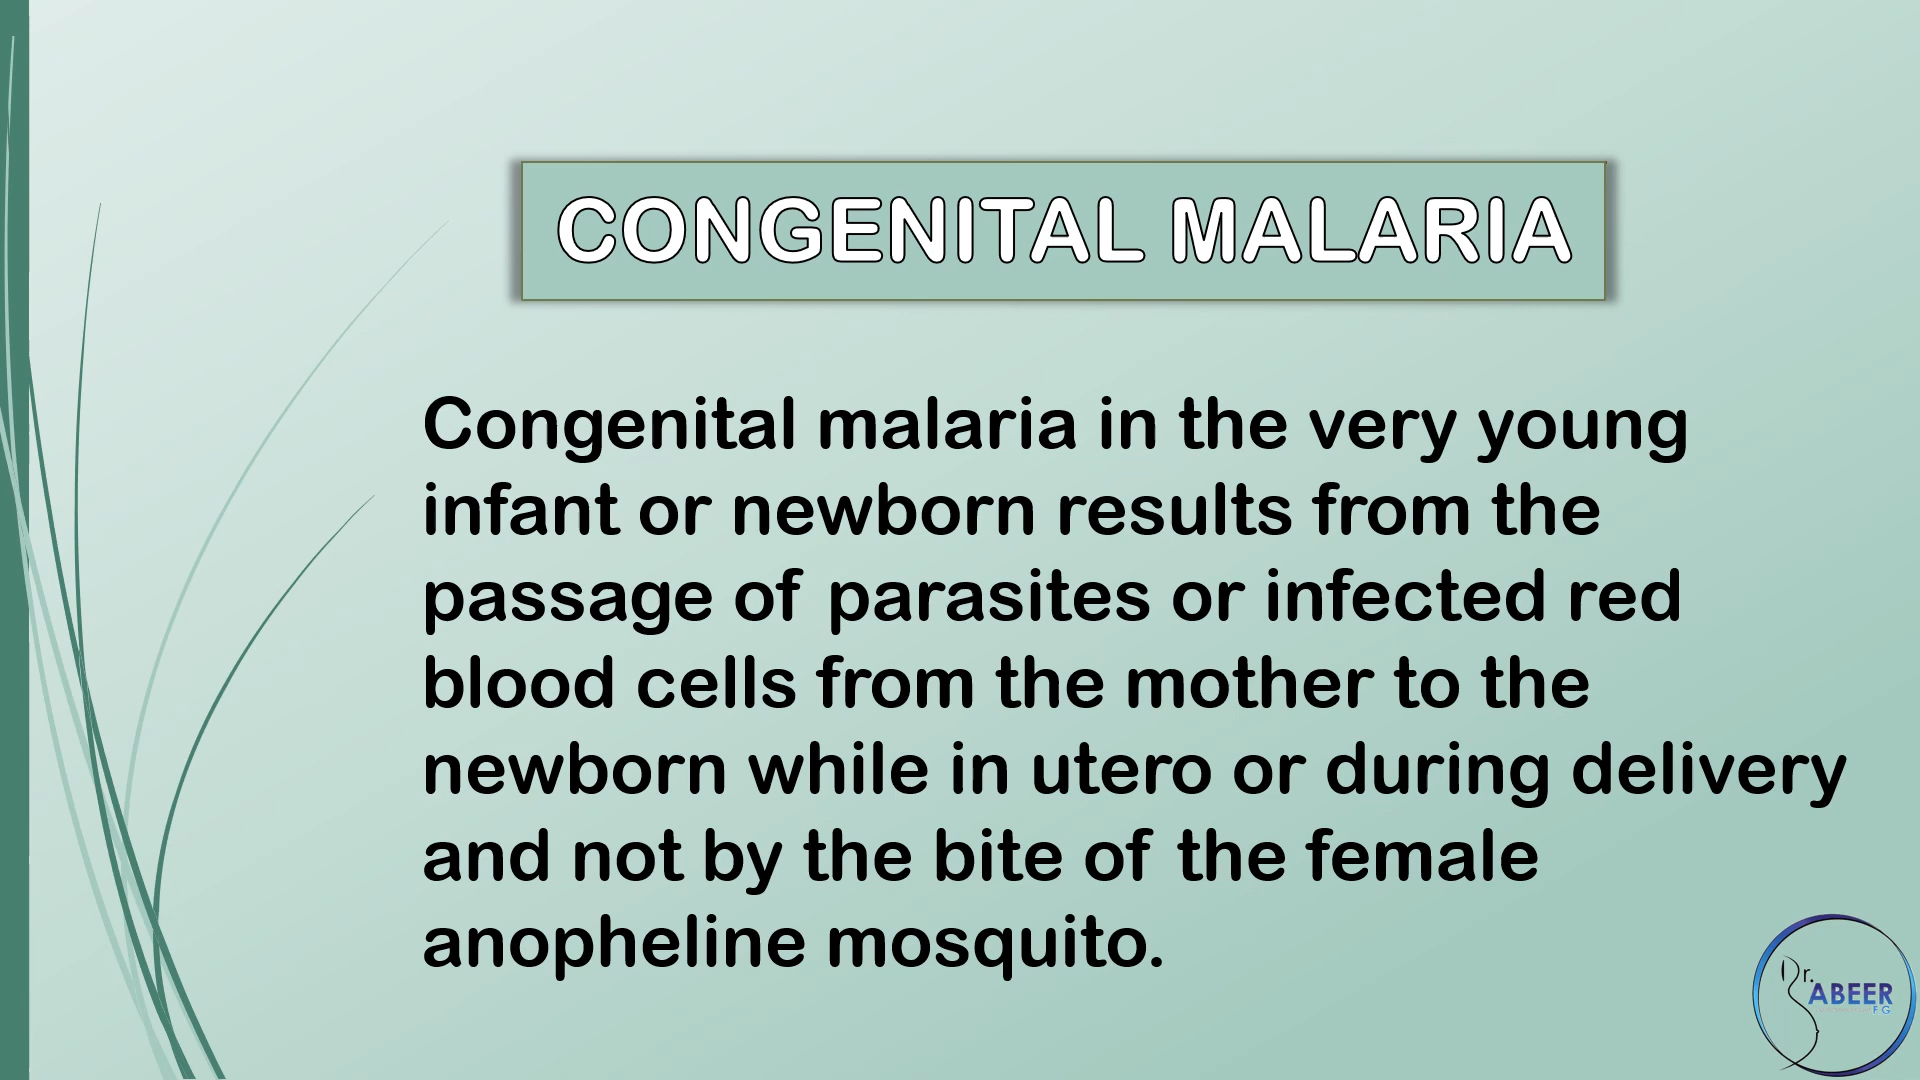 CONGENITAL MALARIA
Congenital malaria in the very young
infant or newborn results from the
passage of parasites or infected red
blood cells from the mother to the
newborn while in utero or during delivery
and not by the bite of the female
anopheline mosquito.
Dr.
ABEER
F.G